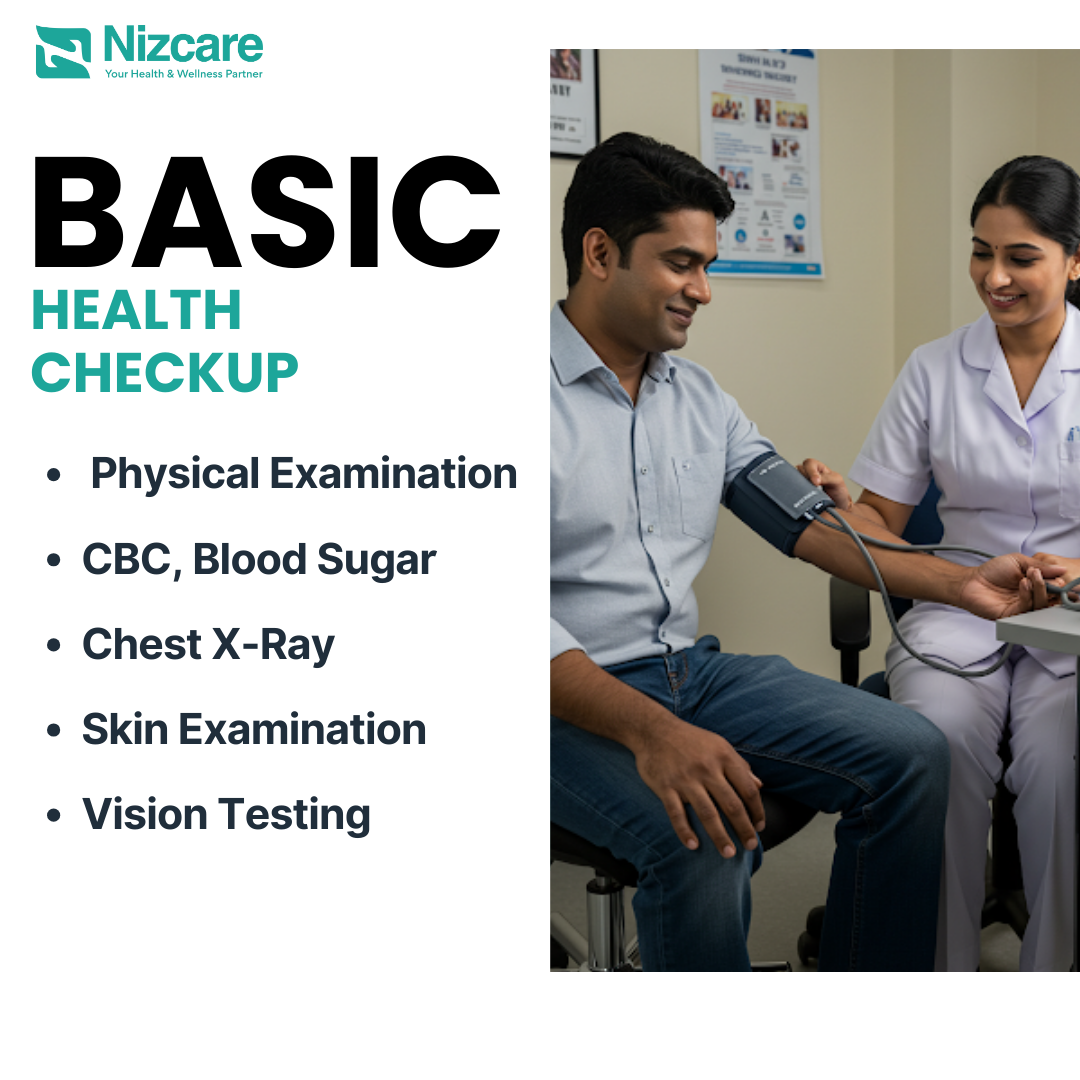 Nizcare
Your Health & Wellness Partner
BASIC
HEALTH
CHECKUP
• Physical Examination
• CBC, Blood Sugar
• Chest X-Ray
• Skin Examination
• Vision Testing